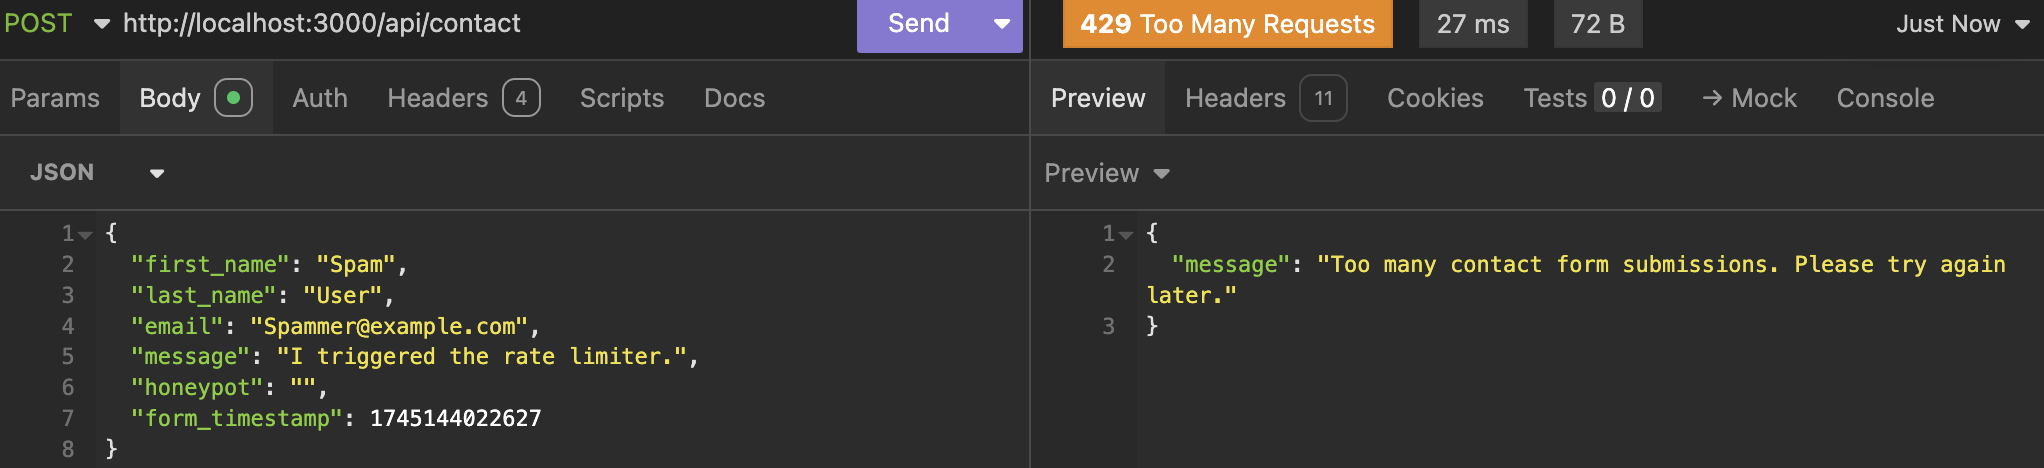 POST http://localhost:3000/api/contact Send 429 Too Many Requests 27 ms 72 B Just Now
Params Body Auth Headers 4 Scripts Docs Preview Headers 11 Cookies Tests 0 / 0 → Mock Console
JSON
Preview
1 {
2 "first_name": "Spam",
3 "last_name": "User",
4 "email": "Spammer@example.com",
5 "message": "I triggered the rate limiter.",
6 "honeypot": "",
7 "form_timestamp": 1745144022627
8 }
1 {
2 "message": "Too many contact form submissions. Please try again
later."
3 }